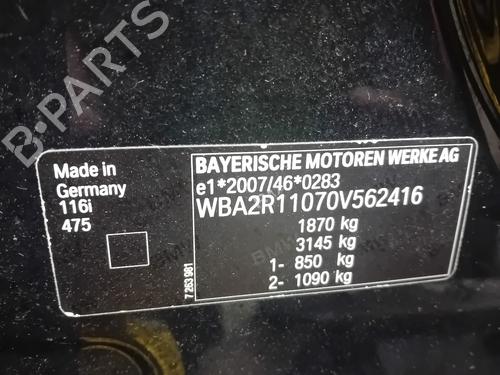 B-PARTS
Made in
Germany
116i
475
7 263 981
BAYERISCHE MOTOREN WERKE AG
e1*2007/46*0283
WBA2R11070V562416
1870 kg
3145 kg
1- 850 kg
2- 1090 kg